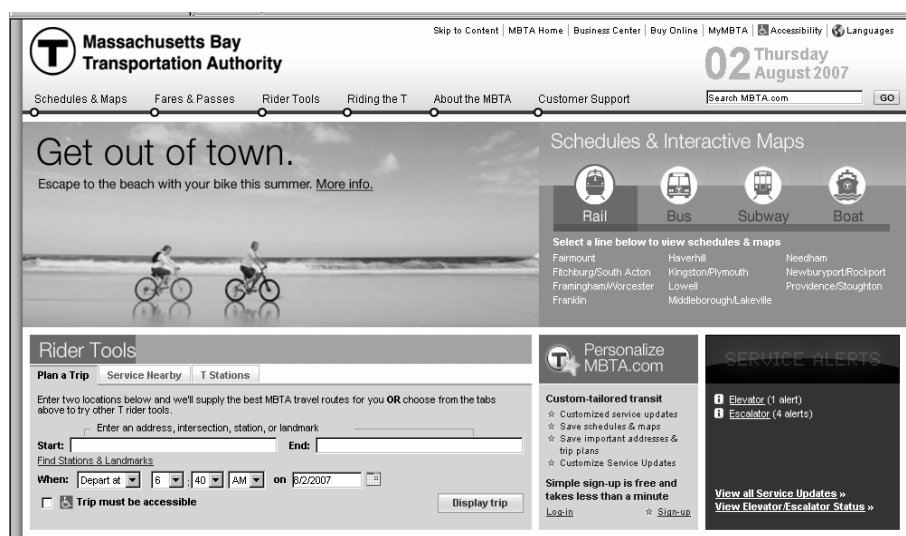 Skip to Content | MBTA Home | Business Center | Buy Online | MyMBTA | Accessibility | Languages
T Massachusetts Bay
Transportation Authority
02 Thursday
August 2007
Schedules & Maps Fares & Passes Rider Tools Riding the T About the MBTA Customer Support Search MBTA.com GO
Get out of town.
Escape to the beach with your bike this summer. More info.
Schedules & Interactive Maps
Rail Bus Subway Boat
Select a line below to view schedules & maps
Fairmount Haverhill Needham
Fitchburg/South Acton Kingston/Plymouth Newburyport/Rockport
Framingham/Worcester Lowell Providence/Stoughton
Franklin Middleborough/Lakeville
Rider Tools
Plan a Trip Service Nearby T Stations
Enter two locations below and we'll supply the best MBTA travel routes for you OR choose from the tabs
above to try other T rider tools.
Enter an address, intersection, station, or landmark
Start: End:
Find Stations & Landmarks
When: Depart at 6 : 40 AM on 8/2/2007
Trip must be accessible Display trip
T Personalize
MBTA.com
Custom-tailored transit
☆ Customized service updates
☆ Save schedules & maps
☆ Save important addresses &
trip plans
☆ Customize Service Updates
Simple sign-up is free and
takes less than a minute
Log-in ☆ Sign-up
SERVICE ALERTS
Elevator (1 alert)
Escalator (4 alerts)
View all Service Updates »
View Elevator/Escalator Status »